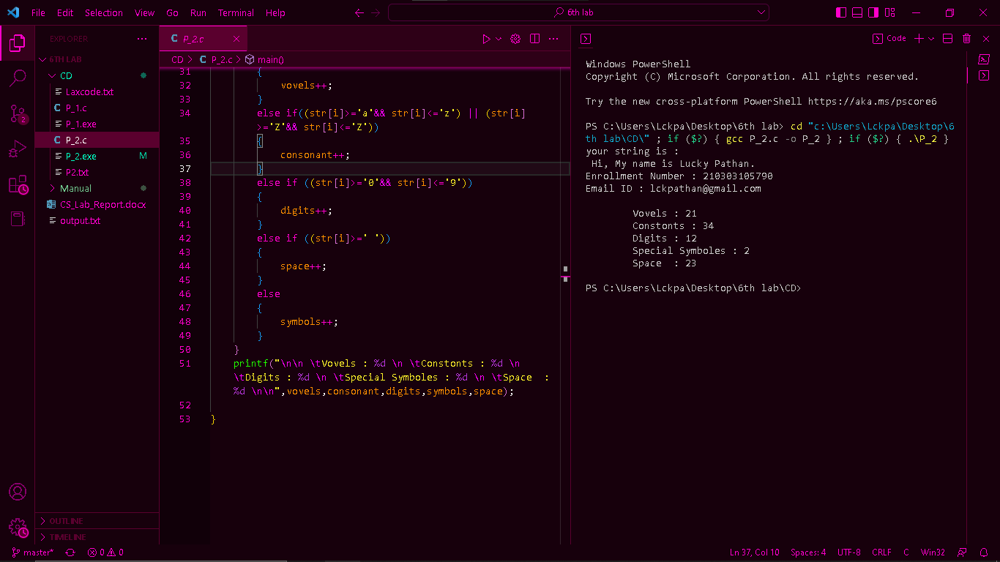 File Edit Selection View Go Run Terminal Help
6th lab
EXPLORER
6TH LAB
CD
Laxcode.txt
C P_1.c
P_1.exe
C P_2.c
P_2.exe M
P2.txt
Manual
CS_Lab_Report.docx
output.txt
OUTLINE
TIMELINE
2
C P_2.c
CD > C P_2.c > main()
31 {
32 vovels++;
33 }
34 else if((str[i]>='a'&& str[i]<='z') || (str[i]
>='Z'&& str[i]<='Z'))
35 {
36 consonant++;
37 }
38 else if ((str[i]>='0'&& str[i]<='9'))
39 {
40 digits++;
41 }
42 else if ((str[i]>=' '))
43 {
44 space++;
45 }
46 else
47 {
48 symbols++;
49 }
50 }
51 printf("\n\n \tVovels : %d \n \tConstonts : %d \n
\tDigits : %d \n \tSpecial Symboles : %d \n \tSpace  :
%d \n\n",vovels,consonant,digits,symbols,space);
52
53 }
Code
Windows PowerShell
Copyright (C) Microsoft Corporation. All rights reserved.
Try the new cross-platform PowerShell https://aka.ms/pscore6
PS C:\Users\Lckpa\Desktop\6th lab> cd "c:\Users\Lckpa\Desktop\6
th lab\CD\" ; if ($?) { gcc P_2.c -o P_2 } ; if ($?) { .\P_2 }
your string is :
Hi, My name is Lucky Pathan.
Enrollment Number : 210303105790
Email ID : lckpathan@gmail.com
Vovels : 21
Constonts : 34
Digits : 12
Special Symboles : 2
Space  : 23
PS C:\Users\Lckpa\Desktop\6th lab\CD>
master* 0 0 Ln 37, Col 10 Spaces: 4 UTF-8 CRLF C Win32